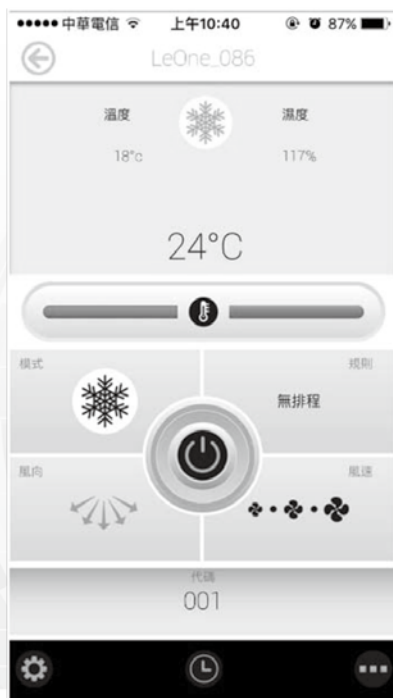 中華電信 上午10:40 87%
LeOne_086
溫度 濕度
18°c 117%
24°C
模式 規則
無排程
風向 風速
代碼
001